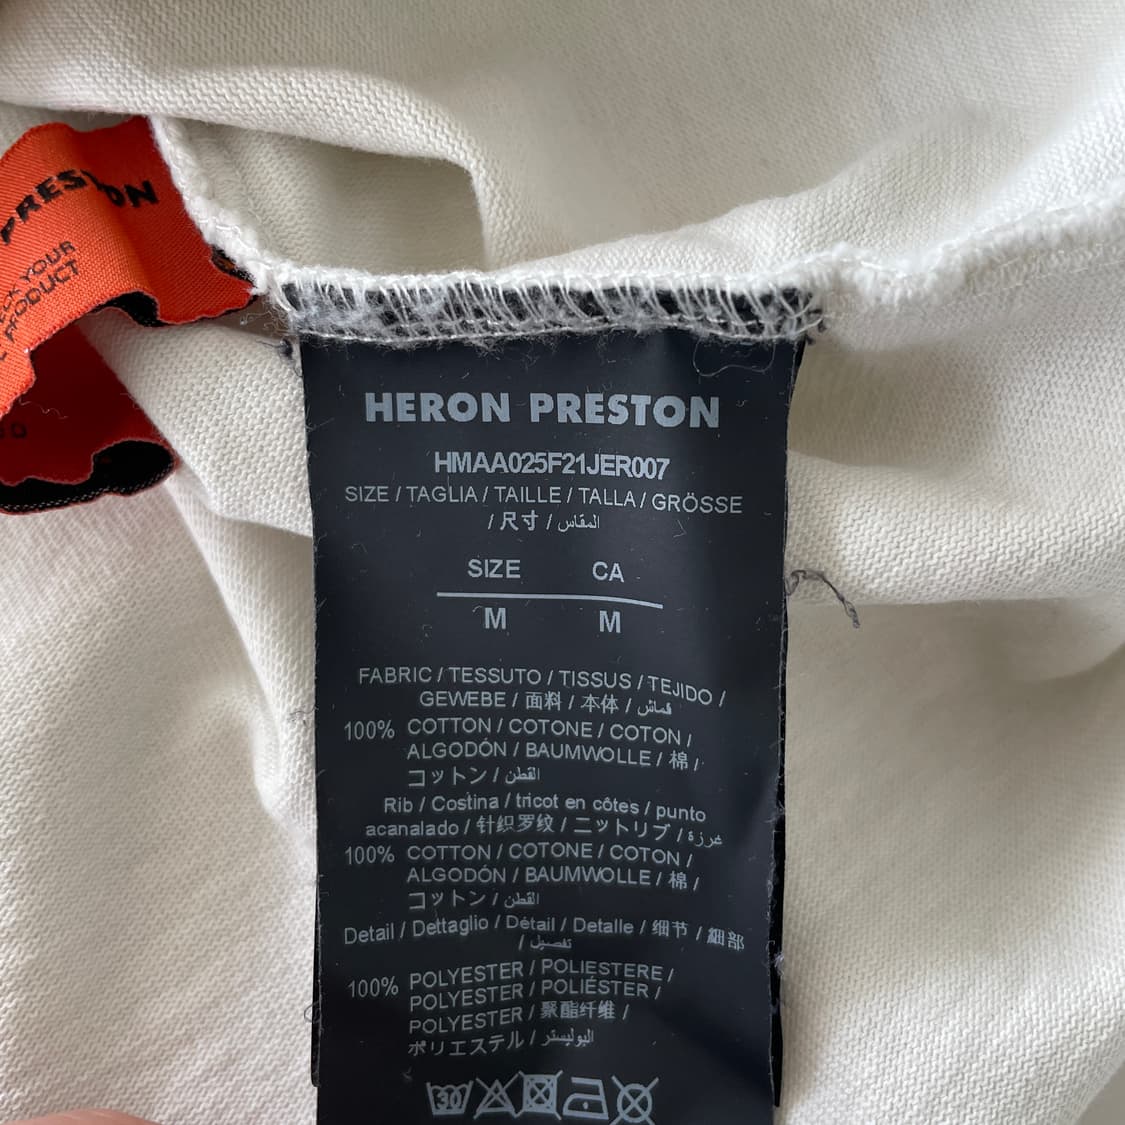 PRESTON
YOUR
PRODUCT
HERON PRESTON
HMAA025F21JER007
SIZE / TAGLIA / TAILLE / TALLA / GRÖSSE
/ 尺寸 / المقاس
SIZE CA
M M
FABRIC / TESSUTO / TISSUS / TEJIDO /
GEWEBE / 面料 / 本体 / قماش /
100% COTTON / COTONE / COTON /
ALGODÓN / BAUMWOLLE / 棉 /
コットン / القطن
Rib / Costina / tricot en côtes / punto
acanalado / 针织罗纹 / ニットリブ / غرزة
100% COTTON / COTONE / COTON /
ALGODÓN / BAUMWOLLE / 棉 /
コットン / القطن
Detail / Dettaglio / Détail / Detalle / 细节 / 細部
/ تفصيل
100% POLYESTER / POLIESTERE /
POLYESTER / POLIÉSTER /
POLYESTER / 聚酯纤维 /
ポリエステル / البوليستر
30